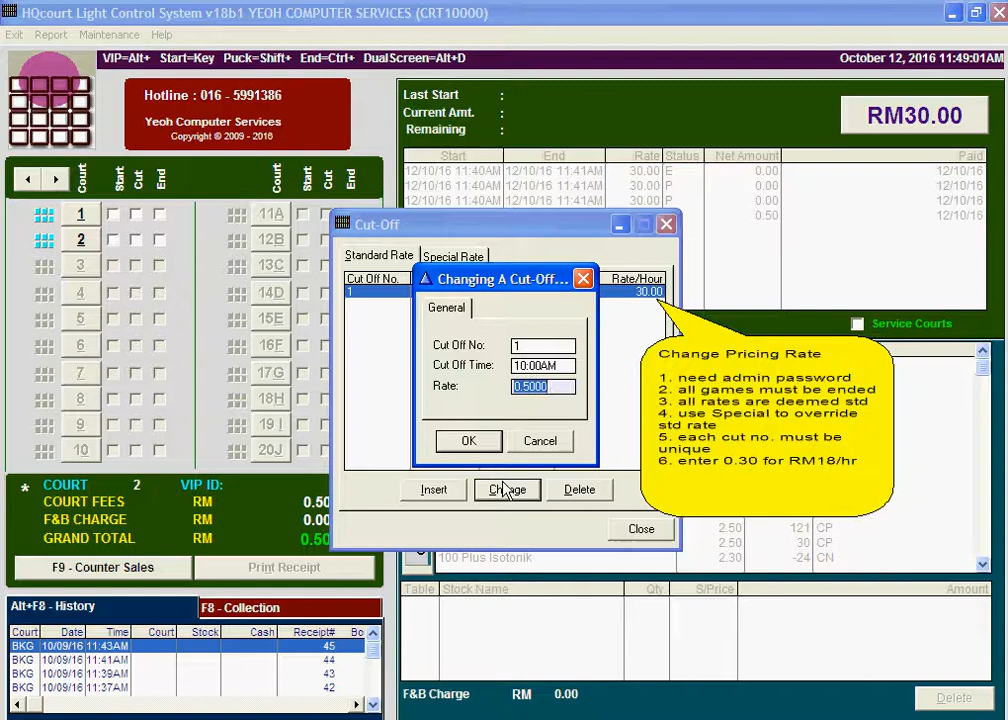 HQcourt Light Control System v18b1 YEOH COMPUTER SERVICES (CRT10000)
Exit Report Maintenance Help
VIP=Alt+ Start=Key Puck=Shift+ End=Ctrl+ DualScreen=Alt+D
October 12, 2016 11:49:01AM
Hotline : 016 - 5991386
Yeoh Computer Services
Copyright © 2009 - 2016
Last Start :
Current Amt. :
Remaining :
RM30.00
Start End Rate Status Net Amount Paid
12/10/16 11:40AM 12/10/16 11:41AM 30.00 E 0.00 12/10/16
12/10/16 11:40AM 12/10/16 11:41AM 30.00 P 0.00 12/10/16
12/10/16 11:40AM 12/10/16 11:41AM 30.00 P 0.00 12/10/16
12/10/16 11:40AM 12/10/16 11:41AM 30.00 P 0.50 12/10/16
Court Start Cut End Court Start Cut End
1 11A
2 12B
3 13C
4 14D
5 15E
6 16F
7 17G
8 18H
9 19I
10 20J
Cut-Off
Standard Rate Special Rate
Cut Off No. Rate/Hour
1 30.00
Changing A Cut-Off...
General
Cut Off No: 1
Cut Off Time: 10:00AM
Rate: 0.5000
OK Cancel
Insert Change Delete
Close
Change Pricing Rate
1. need admin password
2. all games must be ended
3. all rates are deemed std
4. use Special to override
std rate
5. each cut no. must be
unique
6. enter 0.30 for RM18/hr
Service Courts
* COURT 2 VIP ID:
COURT FEES RM 0.50
F&B CHARGE RM 0.00
GRAND TOTAL RM 0.50
F9 - Counter Sales Print Receipt
2.50 121 CP
2.50 30 CP
100 Plus Isotonik 2.30 -24 CN
Table Stock Name Qty S/Price Amount
Alt+F8 - History F8 - Collection
Court Date Time Court Stock Cash Receipt# Bo
BKG 10/09/16 11:43AM 45
BKG 10/09/16 11:41AM 44
BKG 10/09/16 11:39AM 43
BKG 10/09/16 11:37AM 42
F&B Charge RM 0.00
Delete